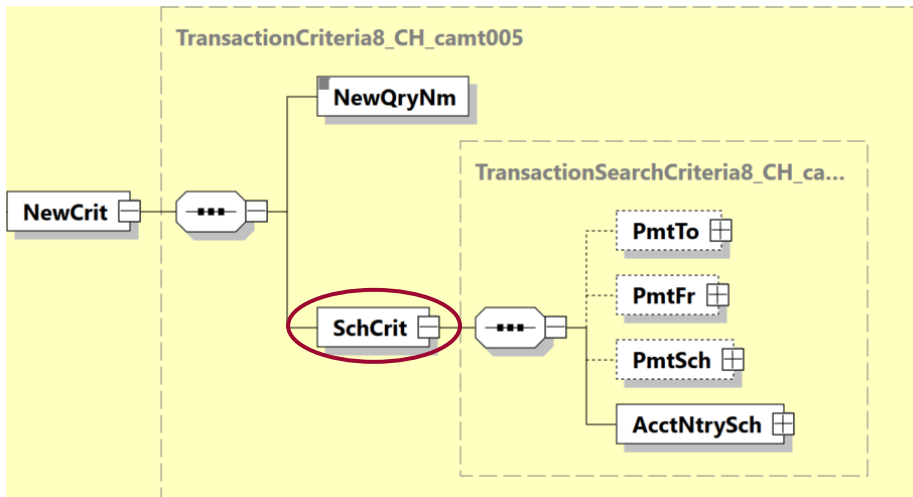 TransactionCriteria8_CH_camt005
NewQryNm
TransactionSearchCriteria8_CH_ca...
NewCrit
PmtTo
PmtFr
SchCrit
PmtSch
AcctNtrySch